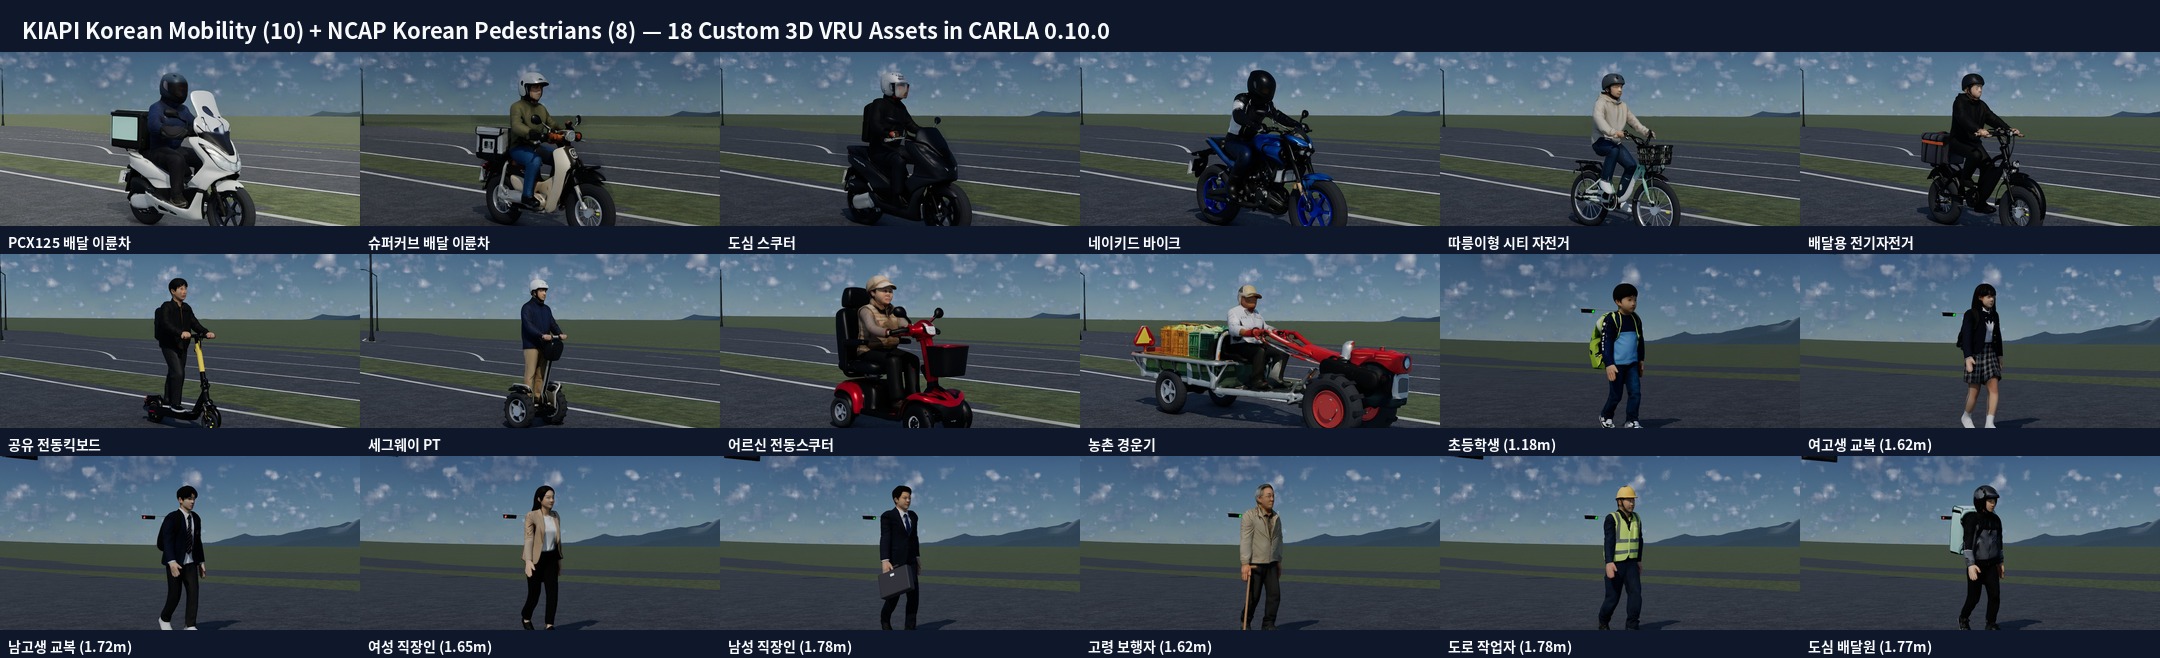 KIAPI Korean Mobility (10) + NCAP Korean Pedestrians (8) — 18 Custom 3D VRU Assets in CARLA 0.10.0
PCX125 배달 이륜차
슈퍼커브 배달 이륜차
도심 스쿠터
네이키드 바이크
따릉이형 시티 자전거
배달용 전기자전거
공유 전동킥보드
세그웨이 PT
어르신 전동스쿠터
농촌 경운기
초등학생 (1.18m)
여고생 교복 (1.62m)
남고생 교복 (1.72m)
여성 직장인 (1.65m)
남성 직장인 (1.78m)
고령 보행자 (1.62m)
도로 작업자 (1.78m)
도심 배달원 (1.77m)